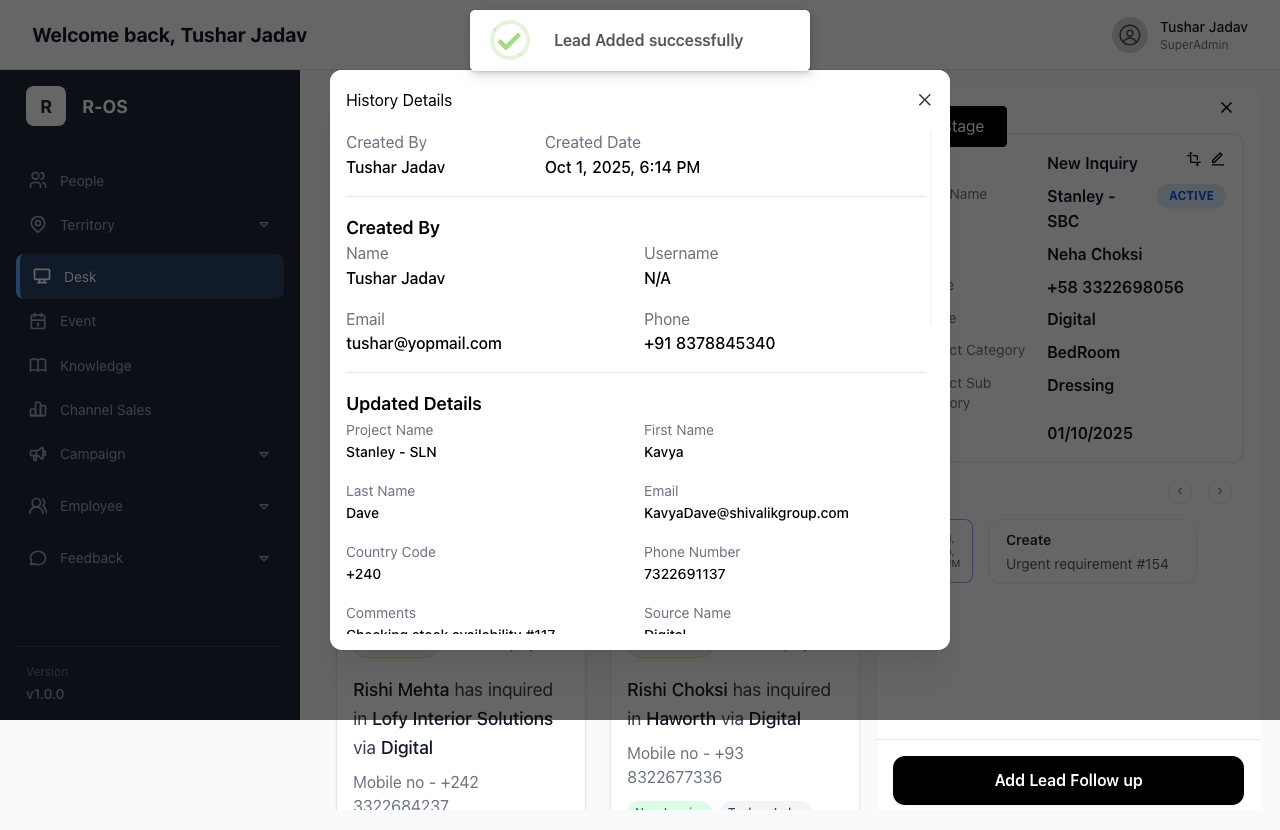 Welcome back, Tushar Jadav
Lead Added successfully
Tushar Jadav
SuperAdmin
R
R-OS
People
Territory
Desk
Event
Knowledge
Channel Sales
Campaign
Employee
Feedback
Version
v1.0.0
History Details
Created By
Created Date
Tushar Jadav
Oct 1, 2025, 6:14 PM
Created By
Name
Username
Tushar Jadav
N/A
Email
Phone
tushar@yopmail.com
+91 8378845340
Updated Details
Project Name
First Name
Stanley - SLN
Kavya
Last Name
Email
Dave
KavyaDave@shivalikgroup.com
Country Code
Phone Number
+240
7322691137
Comments
Source Name
Checking stock availability #117
Digital
New Inquiry
Name
Stanley -
SBC
ACTIVE
Neha Choksi
+58 3322698056
Digital
Category
BedRoom
Sub
Dressing
01/10/2025
Create
Urgent requirement #154
Rishi Mehta has inquired
in Lofy Interior Solutions
via Digital
Mobile no - +242
3322684237
Rishi Choksi has inquired
in Haworth via Digital
Mobile no - +93
8322677336
Add Lead Follow up